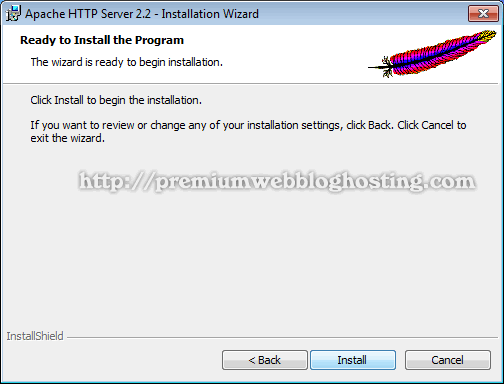 Apache HTTP Server 2.2 - Installation Wizard
Ready to Install the Program
The wizard is ready to begin installation.
Click Install to begin the installation.
If you want to review or change any of your installation settings, click Back. Click Cancel to
exit the wizard.
http://premiumwebbloghosting.com
InstallShield
< Back Install Cancel